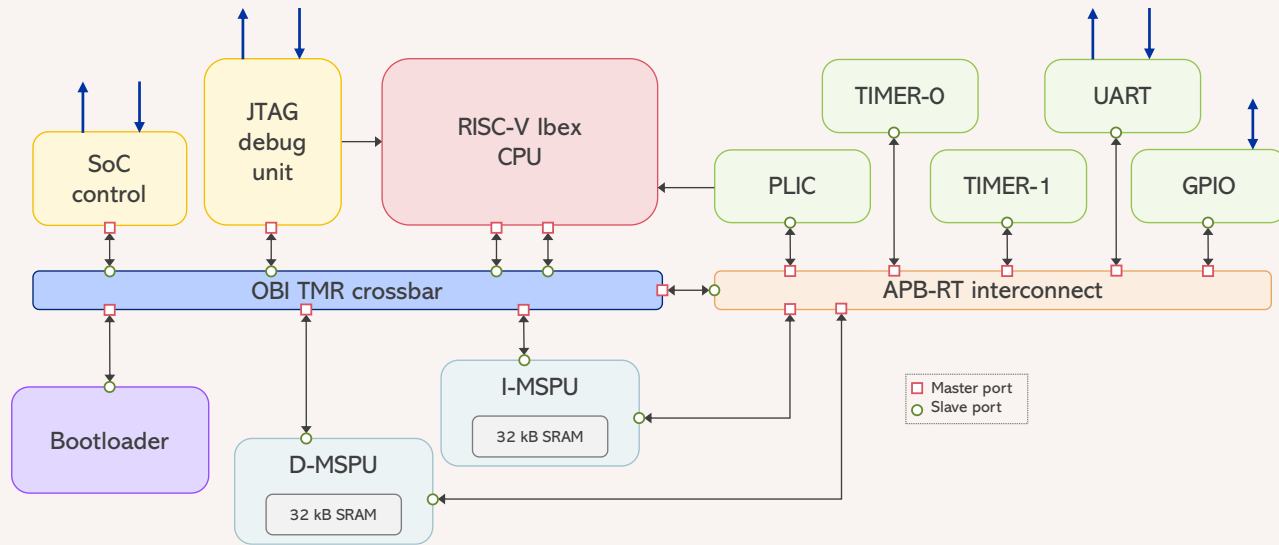 SoC
control
JTAG
debug
unit
RISC-V Ibex
CPU
PLIC
TIMER-0
TIMER-1
UART
GPIO
OBI TMR crossbar
APB-RT interconnect
Bootloader
D-MSPU
32 kB SRAM
I-MSPU
32 kB SRAM
Master port
Slave port